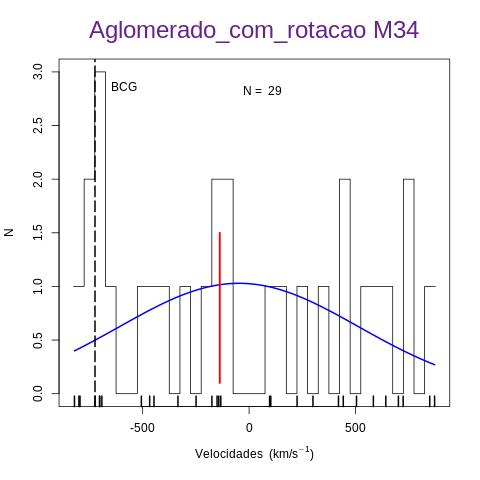 Aglomerado_com_rotacao M34
BCG
N = 29
3.0
2.5
2.0
1.5
1.0
0.5
0.0
N
-500 0 500
Velocidades (km/s⁻¹)